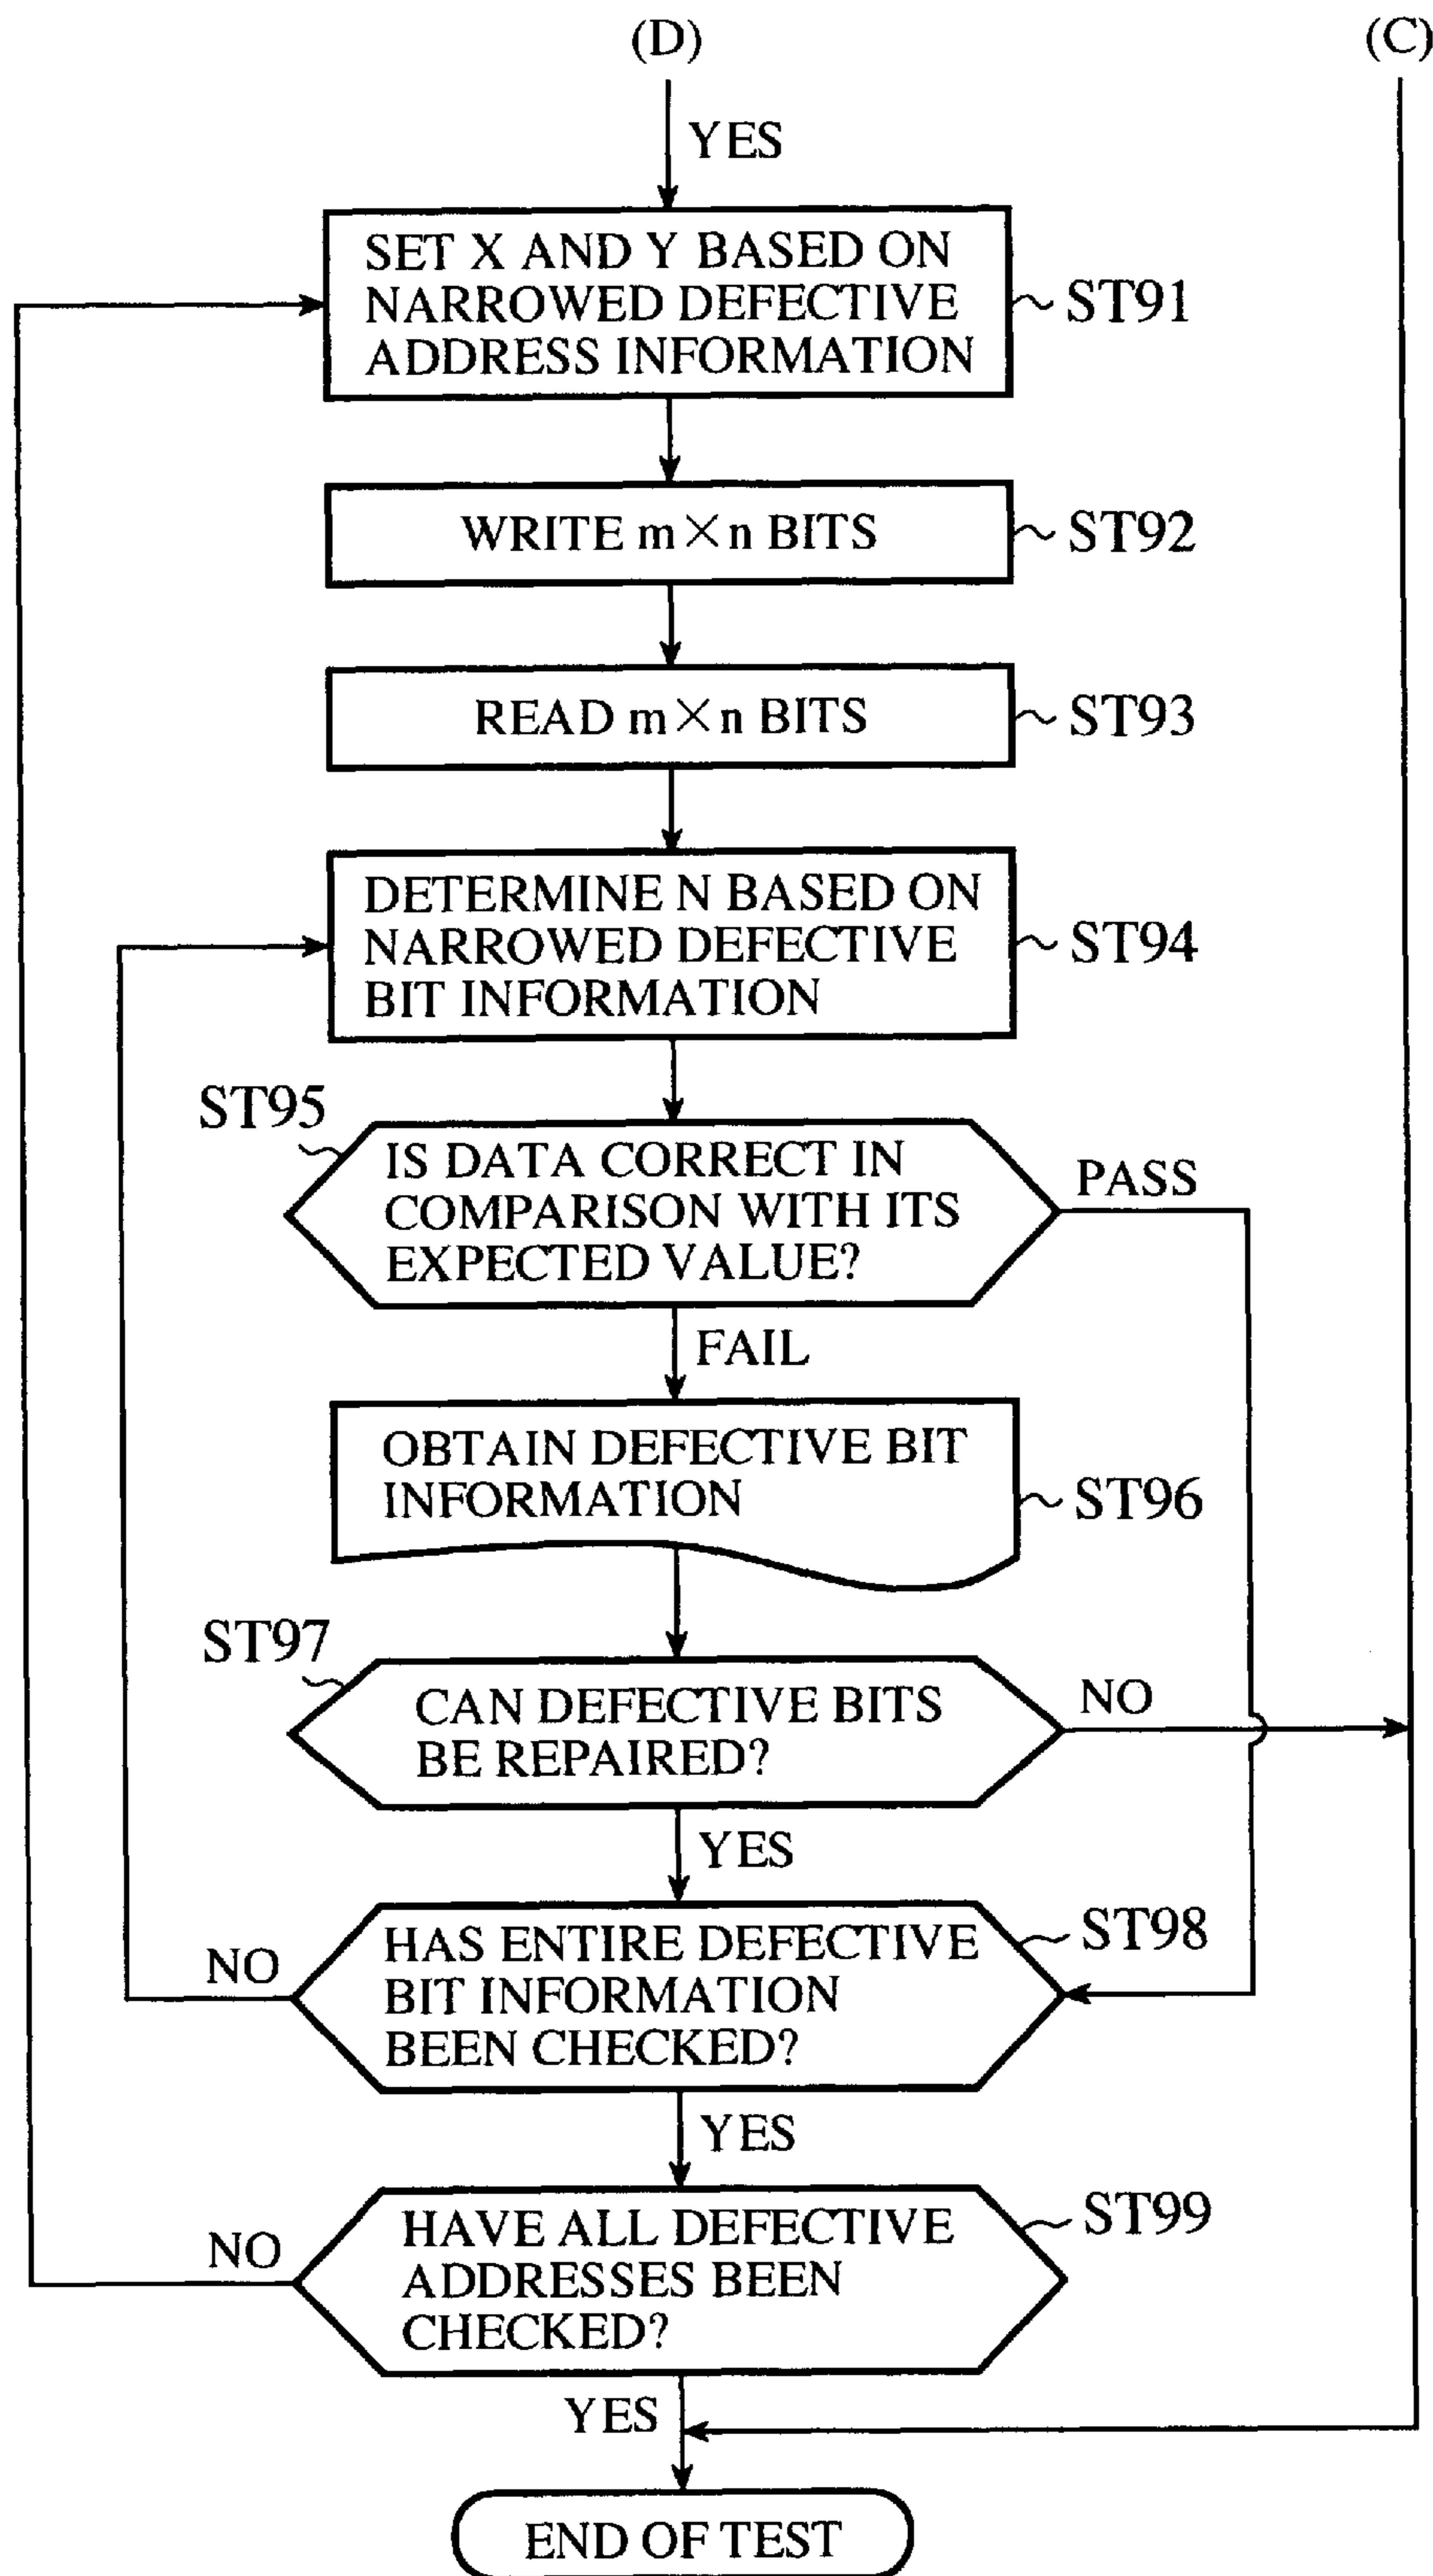 (D)
(C)
YES
SET X AND Y BASED ON
NARROWED DEFECTIVE
ADDRESS INFORMATION
ST91
WRITE m×n BITS
ST92
READ m×n BITS
ST93
DETERMINE N BASED ON
NARROWED DEFECTIVE
BIT INFORMATION
ST94
ST95
IS DATA CORRECT IN
COMPARISON WITH ITS
EXPECTED VALUE?
PASS
FAIL
OBTAIN DEFECTIVE BIT
INFORMATION
ST96
ST97
CAN DEFECTIVE BITS
BE REPAIRED?
NO
YES
HAS ENTIRE DEFECTIVE
BIT INFORMATION
BEEN CHECKED?
ST98
NO
YES
HAVE ALL DEFECTIVE
ADDRESSES BEEN
CHECKED?
ST99
NO
YES
END OF TEST